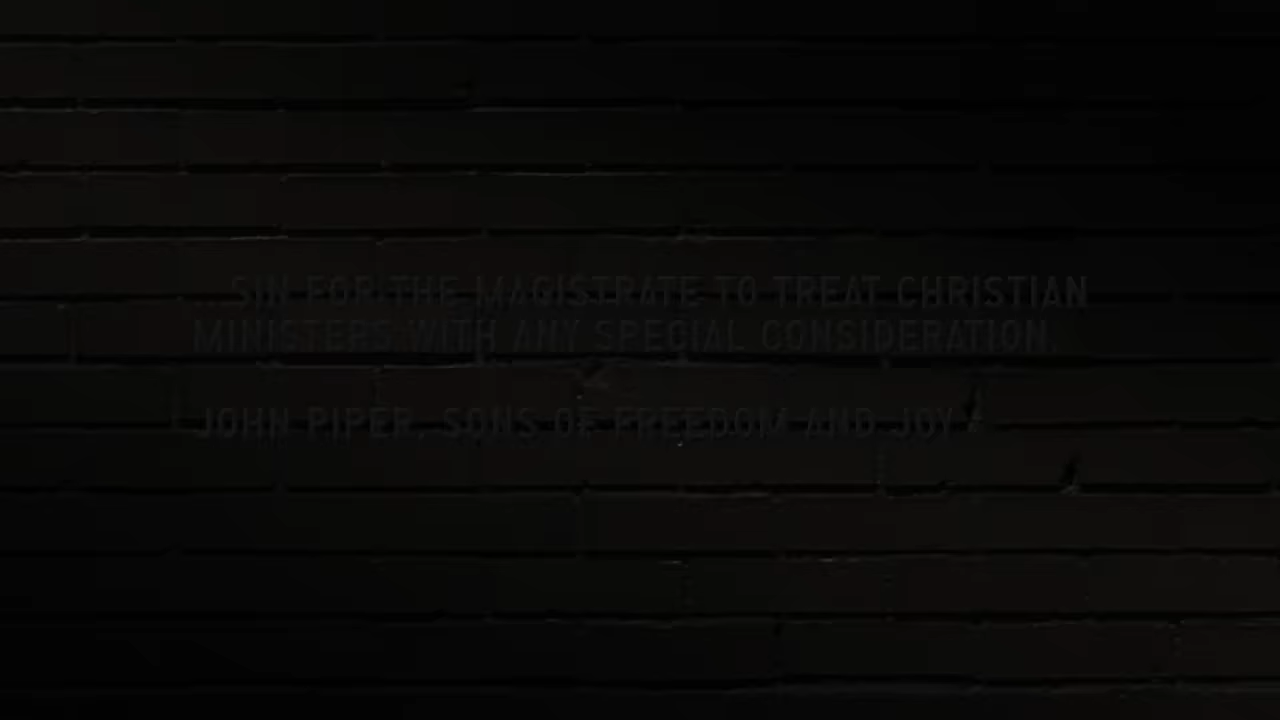 ...SIN FOR THE MAGISTRATE TO TREAT CHRISTIAN
MINISTERS WITH ANY SPECIAL CONSIDERATION.
JOHN PIPER, SONS OF FREEDOM AND JOY